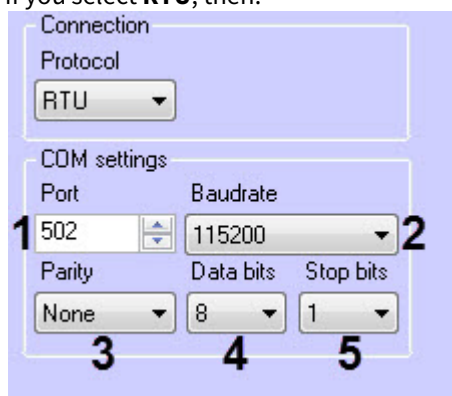 If you select RTU, then:
Connection
Protocol
RTU
COM settings
Port Baudrate
1 502 115200 2
Parity Data bits Stop bits
None 8 1
3 4 5